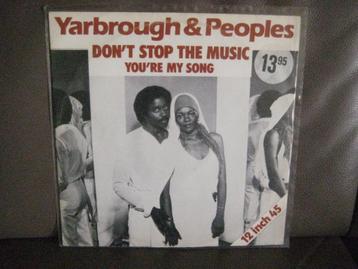 Yarbrough & Peoples
DON'T STOP THE MUSIC
YOU'RE MY SONG
13 95
12 inch 45